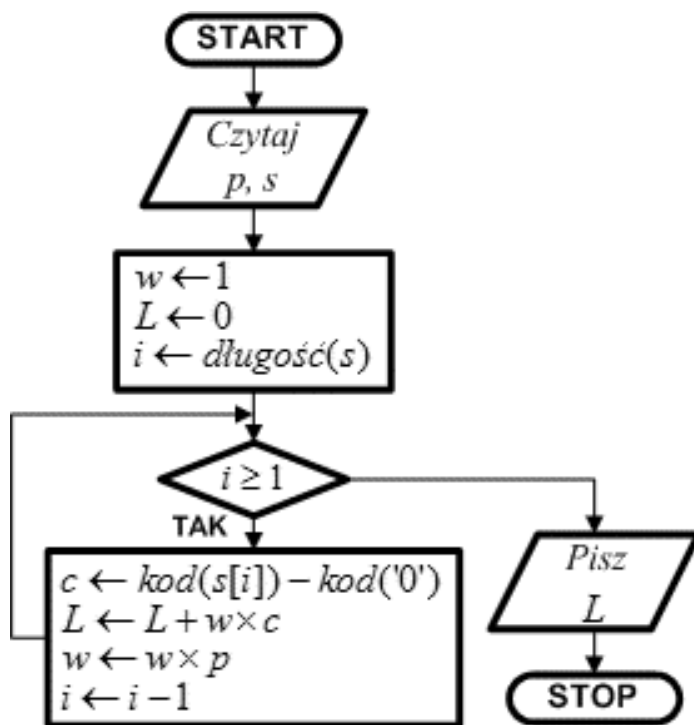 START
Czytaj
p, s
w ← 1
L ← 0
i ← długość(s)
i ≥ 1
TAK
c ← kod(s[i]) – kod('0')
L ← L + w × c
w ← w × p
i ← i – 1
Pisz
L
STOP